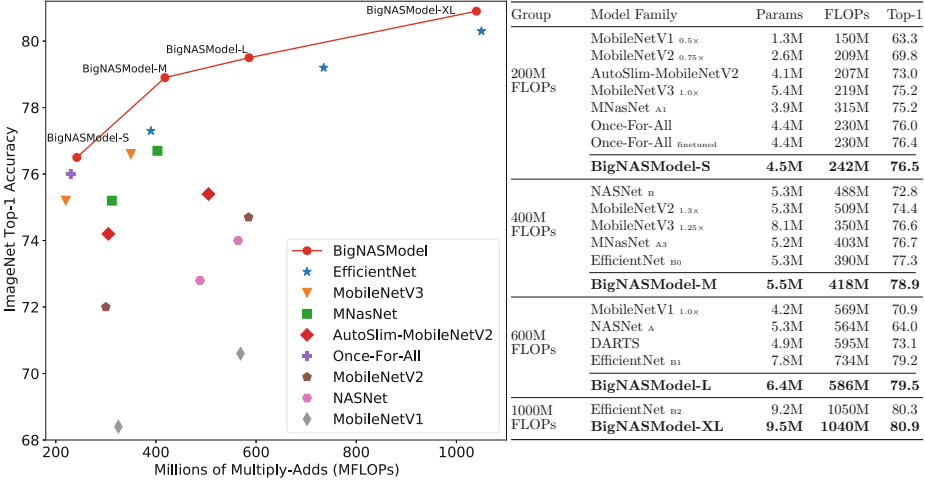 ImageNet Top-1 Accuracy
80
78
76
74
72
70
68
BigNASModel-XL
BigNASModel-L
BigNASModel-M
BigNASModel-S
BigNASModel
EfficientNet
MobileNetV3
MNasNet
AutoSlim-MobileNetV2
Once-For-All
MobileNetV2
NASNet
MobileNetV1
200 400 600 800 1000
Millions of Multiply-Adds (MFLOPs)
Group Model Family Params FLOPs Top-1
200M FLOPs
MobileNetV1 0.5× 1.3M 150M 63.3
MobileNetV2 0.75× 2.6M 209M 69.8
AutoSlim-MobileNetV2 4.1M 207M 73.0
MobileNetV3 1.0× 5.4M 219M 75.2
MNasNet A1 3.9M 315M 75.2
Once-For-All 4.4M 230M 76.0
Once-For-All finetuned 4.4M 230M 76.4
BigNASModel-S 4.5M 242M 76.5
400M FLOPs
NASNet B 5.3M 488M 72.8
MobileNetV2 1.3× 5.3M 509M 74.4
MobileNetV3 1.25× 8.1M 350M 76.6
MNasNet A3 5.2M 403M 76.7
EfficientNet B0 5.3M 390M 77.3
BigNASModel-M 5.5M 418M 78.9
600M FLOPs
MobileNetV1 1.0× 4.2M 569M 70.9
NASNet A 5.3M 564M 64.0
DARTS 4.9M 595M 73.1
EfficientNet B1 7.8M 734M 79.2
BigNASModel-L 6.4M 586M 79.5
1000M FLOPs
EfficientNet B2 9.2M 1050M 80.3
BigNASModel-XL 9.5M 1040M 80.9